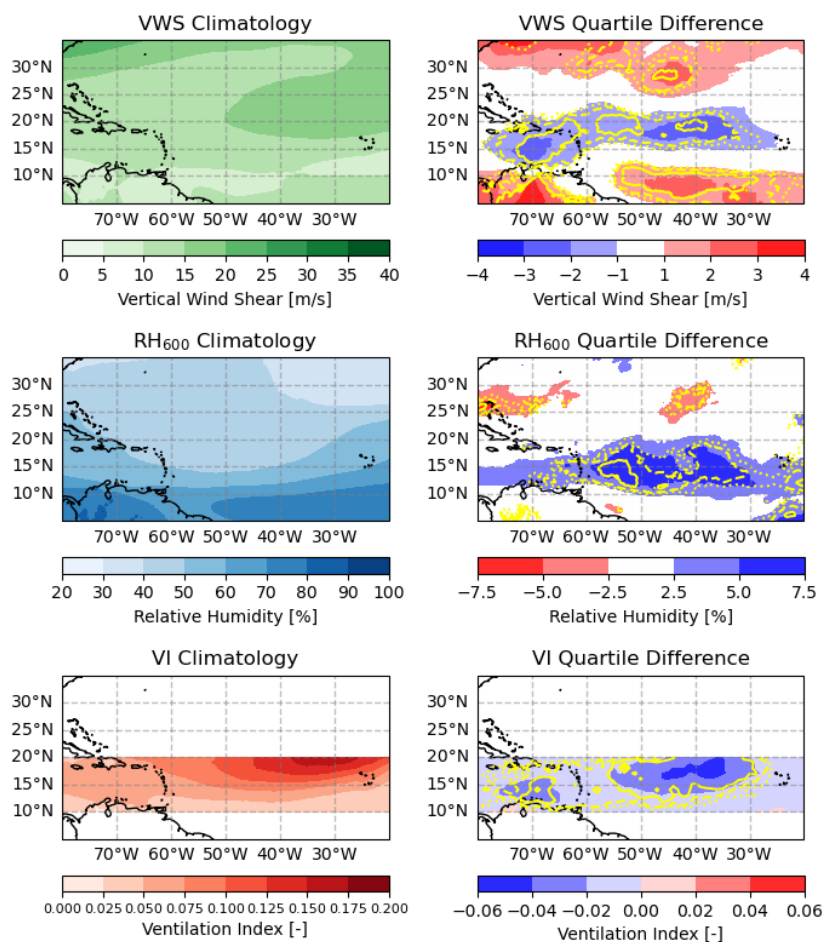 VWS Climatology
VWS Quartile Difference
30°N
25°N
20°N
15°N
10°N
30°N
25°N
20°N
15°N
10°N
70°W 60°W 50°W 40°W 30°W
70°W 60°W 50°W 40°W 30°W
0 5 10 15 20 25 30 35 40
−4 −3 −2 −1 1 2 3 4
Vertical Wind Shear [m/s]
Vertical Wind Shear [m/s]
RH₆₀₀ Climatology
RH₆₀₀ Quartile Difference
30°N
25°N
20°N
15°N
10°N
30°N
25°N
20°N
15°N
10°N
70°W 60°W 50°W 40°W 30°W
70°W 60°W 50°W 40°W 30°W
20 30 40 50 60 70 80 90 100
−7.5 −5.0 −2.5 2.5 5.0 7.5
Relative Humidity [%]
Relative Humidity [%]
VI Climatology
VI Quartile Difference
30°N
25°N
20°N
15°N
10°N
30°N
25°N
20°N
15°N
10°N
70°W 60°W 50°W 40°W 30°W
70°W 60°W 50°W 40°W 30°W
0.000 0.025 0.050 0.075 0.100 0.125 0.150 0.175 0.200
−0.06 −0.04 −0.02 0.00 0.02 0.04 0.06
Ventilation Index [-]
Ventilation Index [-]